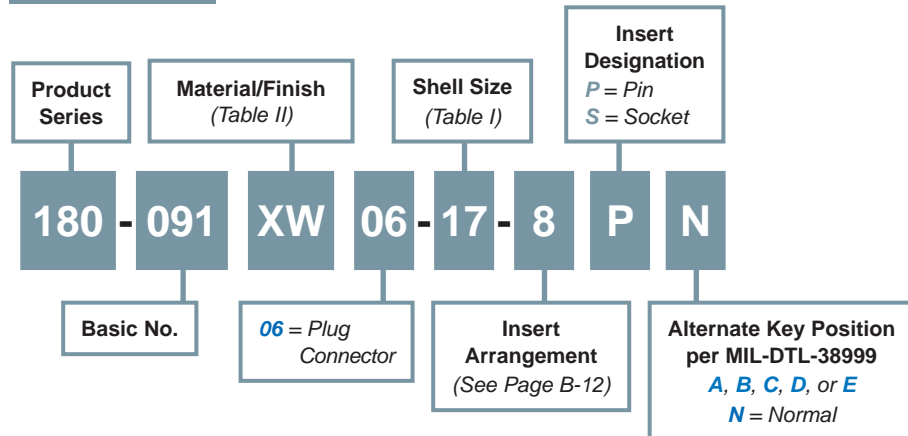 Product
Series
Material/Finish
(Table II)
Shell Size
(Table I)
Insert
Designation
P = Pin
S = Socket
180 - 091 XW 06 - 17 - 8 P N
Basic No.
06 = Plug
Connector
Insert
Arrangement
(See Page B-12)
Alternate Key Position
per MIL-DTL-38999
A, B, C, D, or E
N = Normal